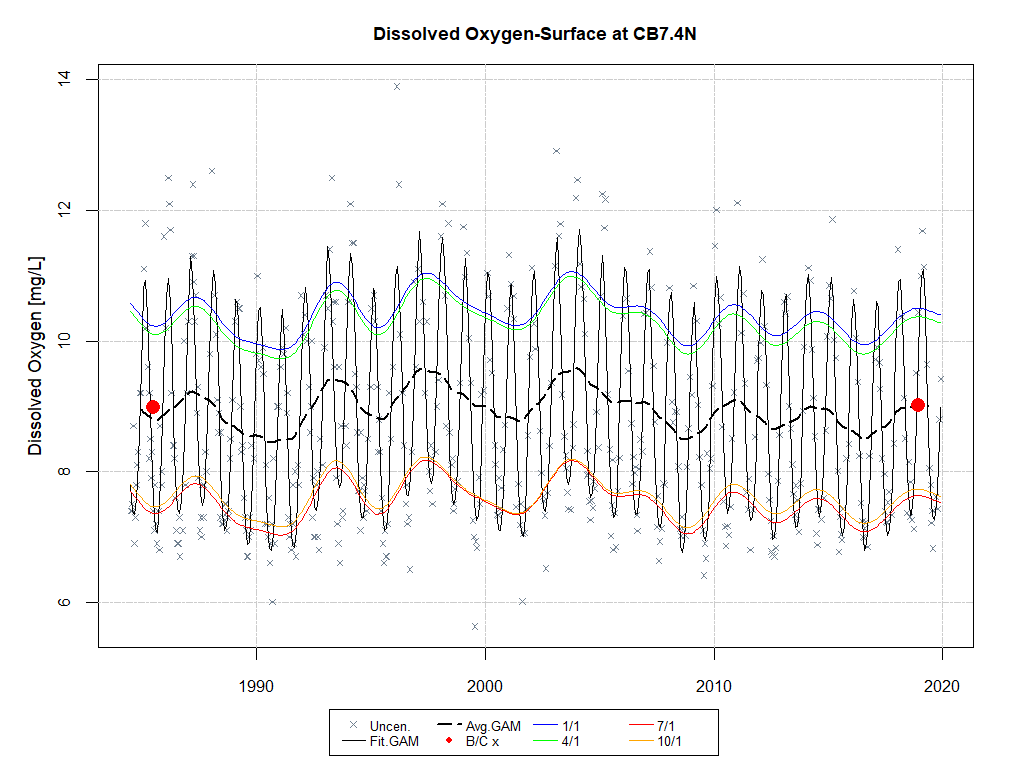 Dissolved Oxygen-Surface at CB7.4N
Dissolved Oxygen [mg/L]
14
12
10
8
6
1990 2000 2010 2020
Uncen. Avg.GAM 1/1 7/1
Fit.GAM B/C x 4/1 10/1